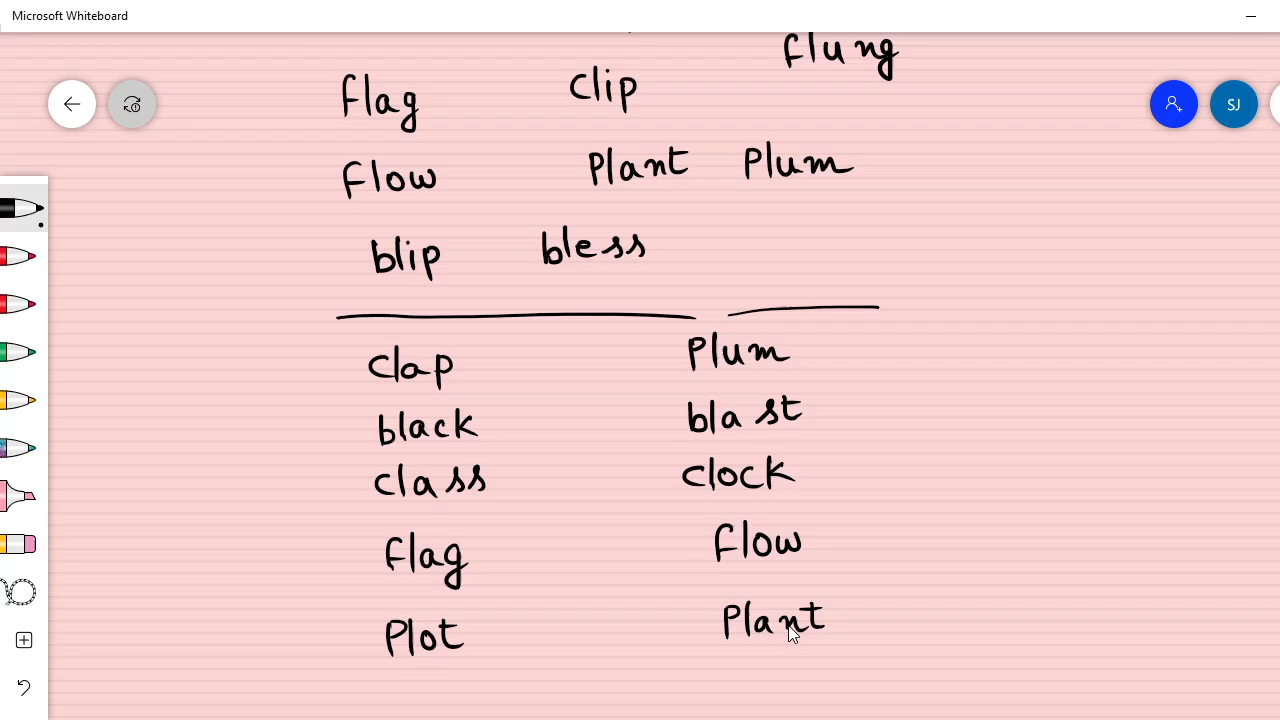 Microsoft Whiteboard
flung
flag clip
flow Plant Plum
blip bless
SJ
clap Plum
black blast
class clock
flag flow
Plot Plant